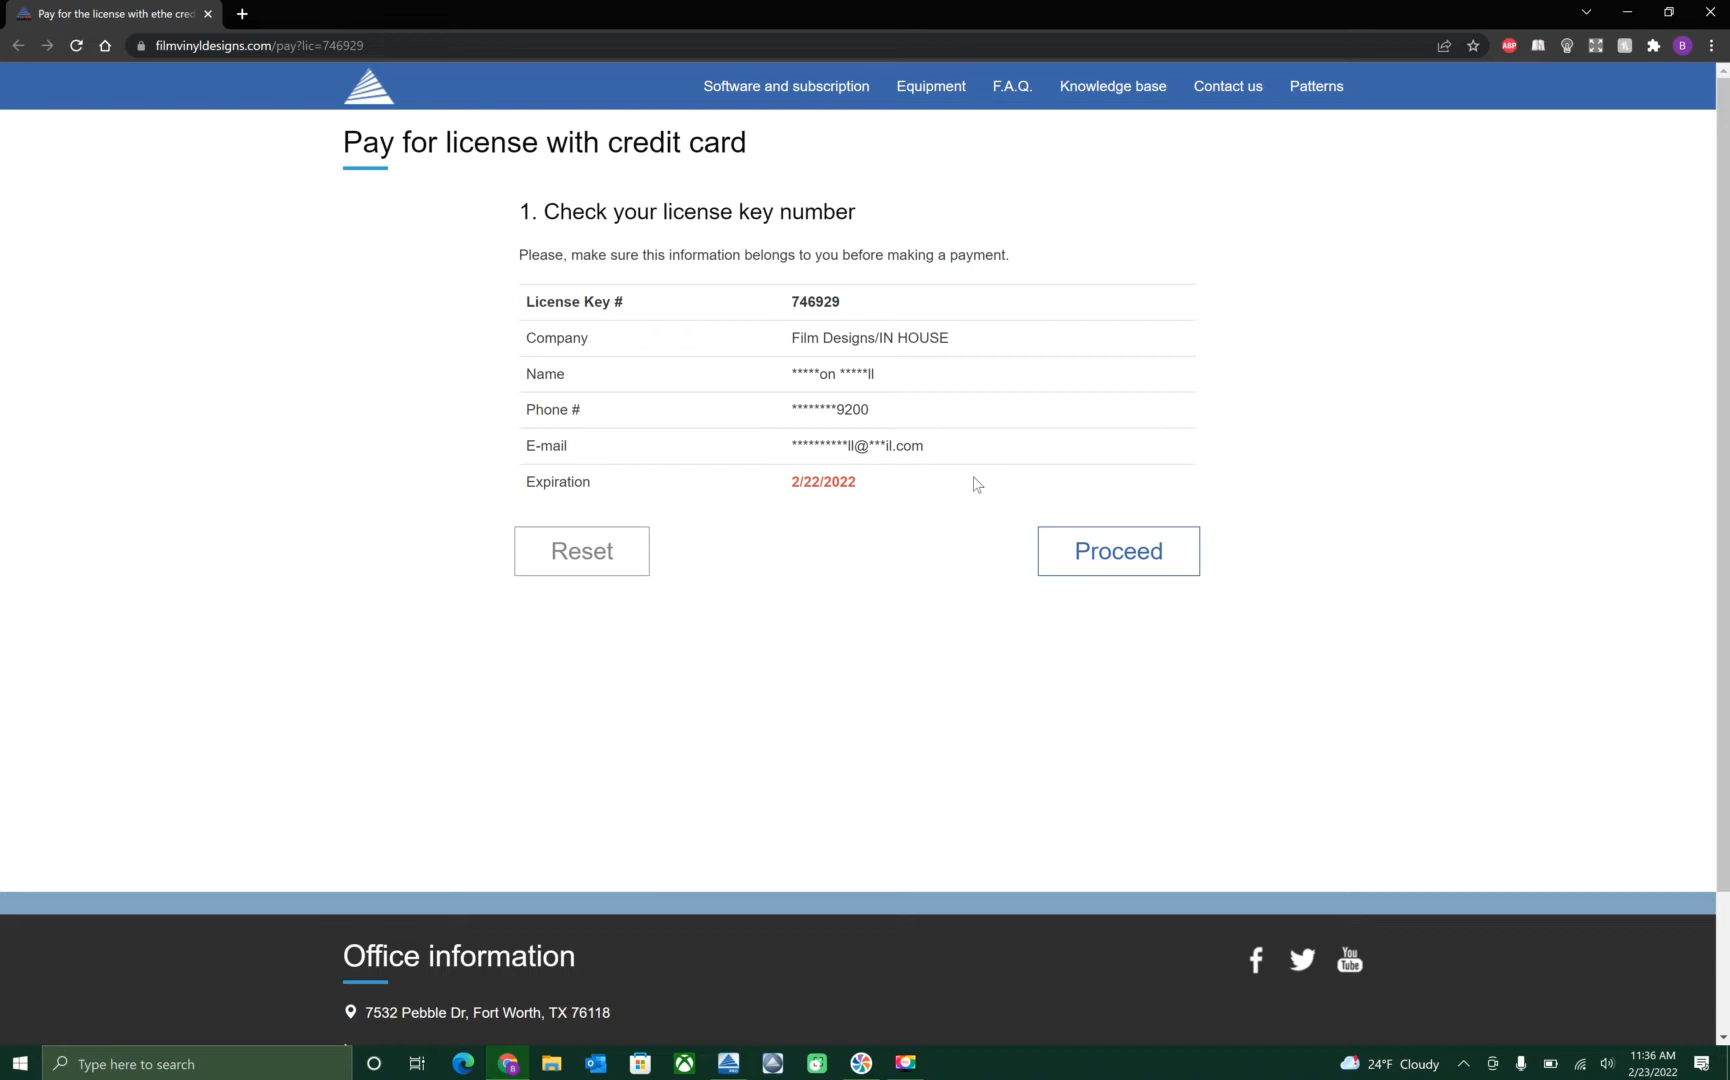 Pay for the license with ethe cred
filmvinyldesigns.com/pay?lic=746929
ABP
B
Software and subscription Equipment F.A.Q. Knowledge base Contact us Patterns
Pay for license with credit card
1. Check your license key number
Please, make sure this information belongs to you before making a payment.
License Key # 746929
Company Film Designs/IN HOUSE
Name *****on *****ll
Phone # ********9200
E-mail **********ll@***il.com
Expiration 2/22/2022
Reset Proceed
Office information
You
Tube
7532 Pebble Dr, Fort Worth, TX 76118
Type here to search
24°F Cloudy
11:36 AM
2/23/2022